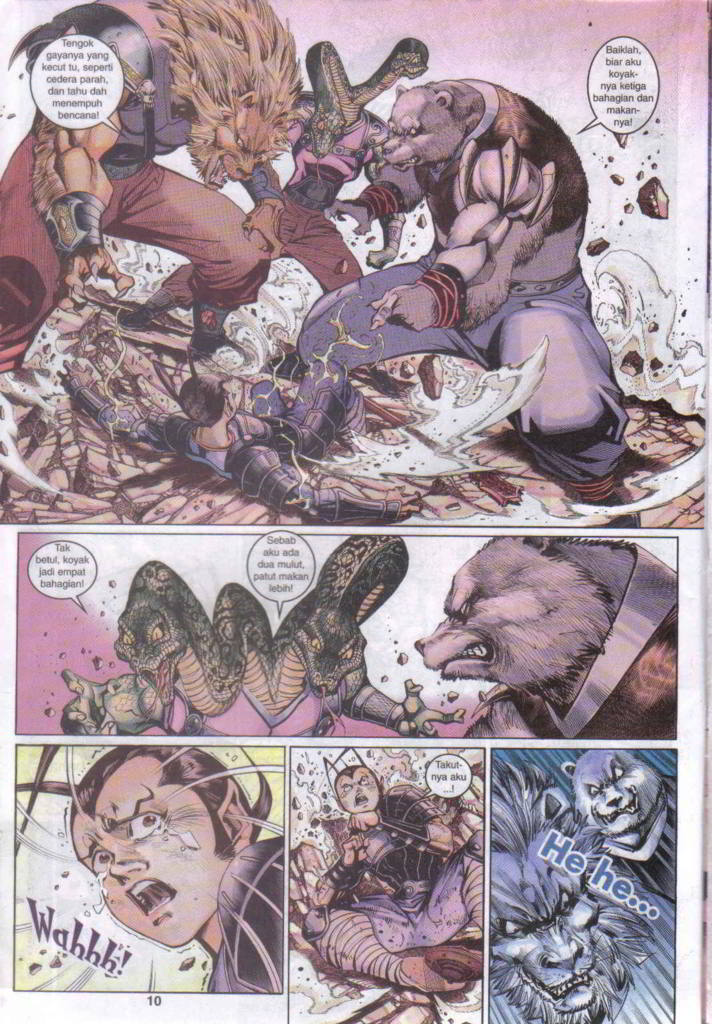 Tengok
gayanya yang
kecut tu, seperti
cedera parah,
dan tahu dah
menempuh
bencana!
Baiklah,
biar aku
koyak-
nya ketiga
bahagian dan
makan-
nya!
Tak
betul, koyak
jadi empat
bahagian!
Sebab
aku ada
dua mulut,
patut makan
lebih!
Wahhh!
Takut-
nya aku
...!
He he...
10